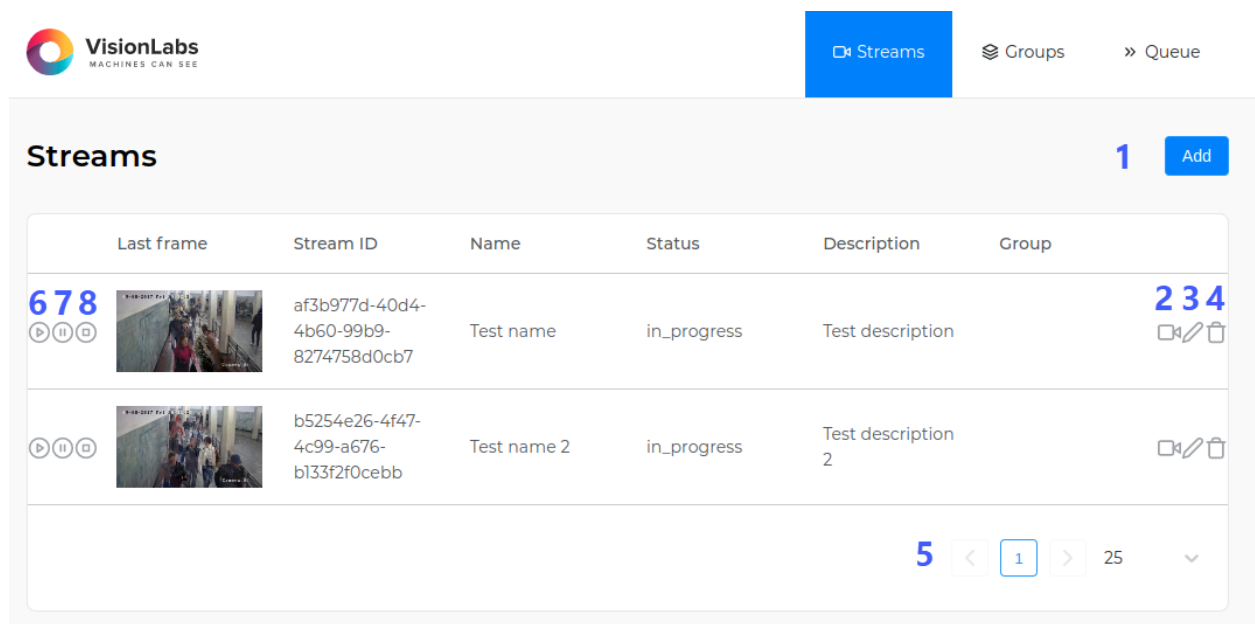 VisionLabs
MACHINES CAN SEE
Streams
Groups
Queue
Streams
1
Add
Last frame
Stream ID
Name
Status
Description
Group
6 7 8
af3b977d-40d4-
4b60-99b9-
8274758d0cb7
Test name
in_progress
Test description
2 3 4
b5254e26-4f47-
4c99-a676-
b133f2f0cebb
Test name 2
in_progress
Test description
2
5
1
25